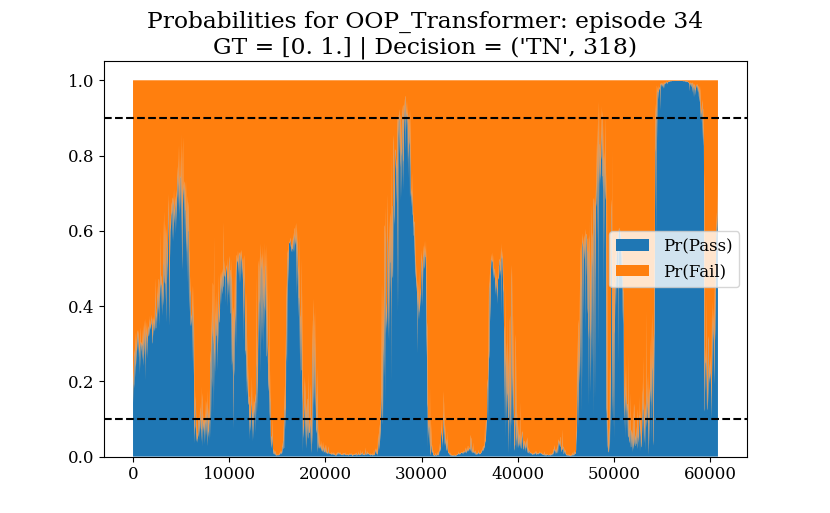 Probabilities for OOP_Transformer: episode 34
GT = [0. 1.] | Decision = ('TN', 318)
1.0
0.8
0.6
0.4
0.2
0.0
Pr(Pass)
Pr(Fail)
0 10000 20000 30000 40000 50000 60000